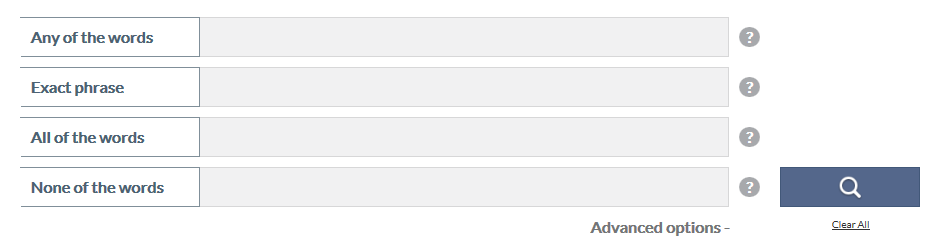 Any of the words ?
Exact phrase ?
All of the words ?
None of the words ?
Advanced options - Clear All